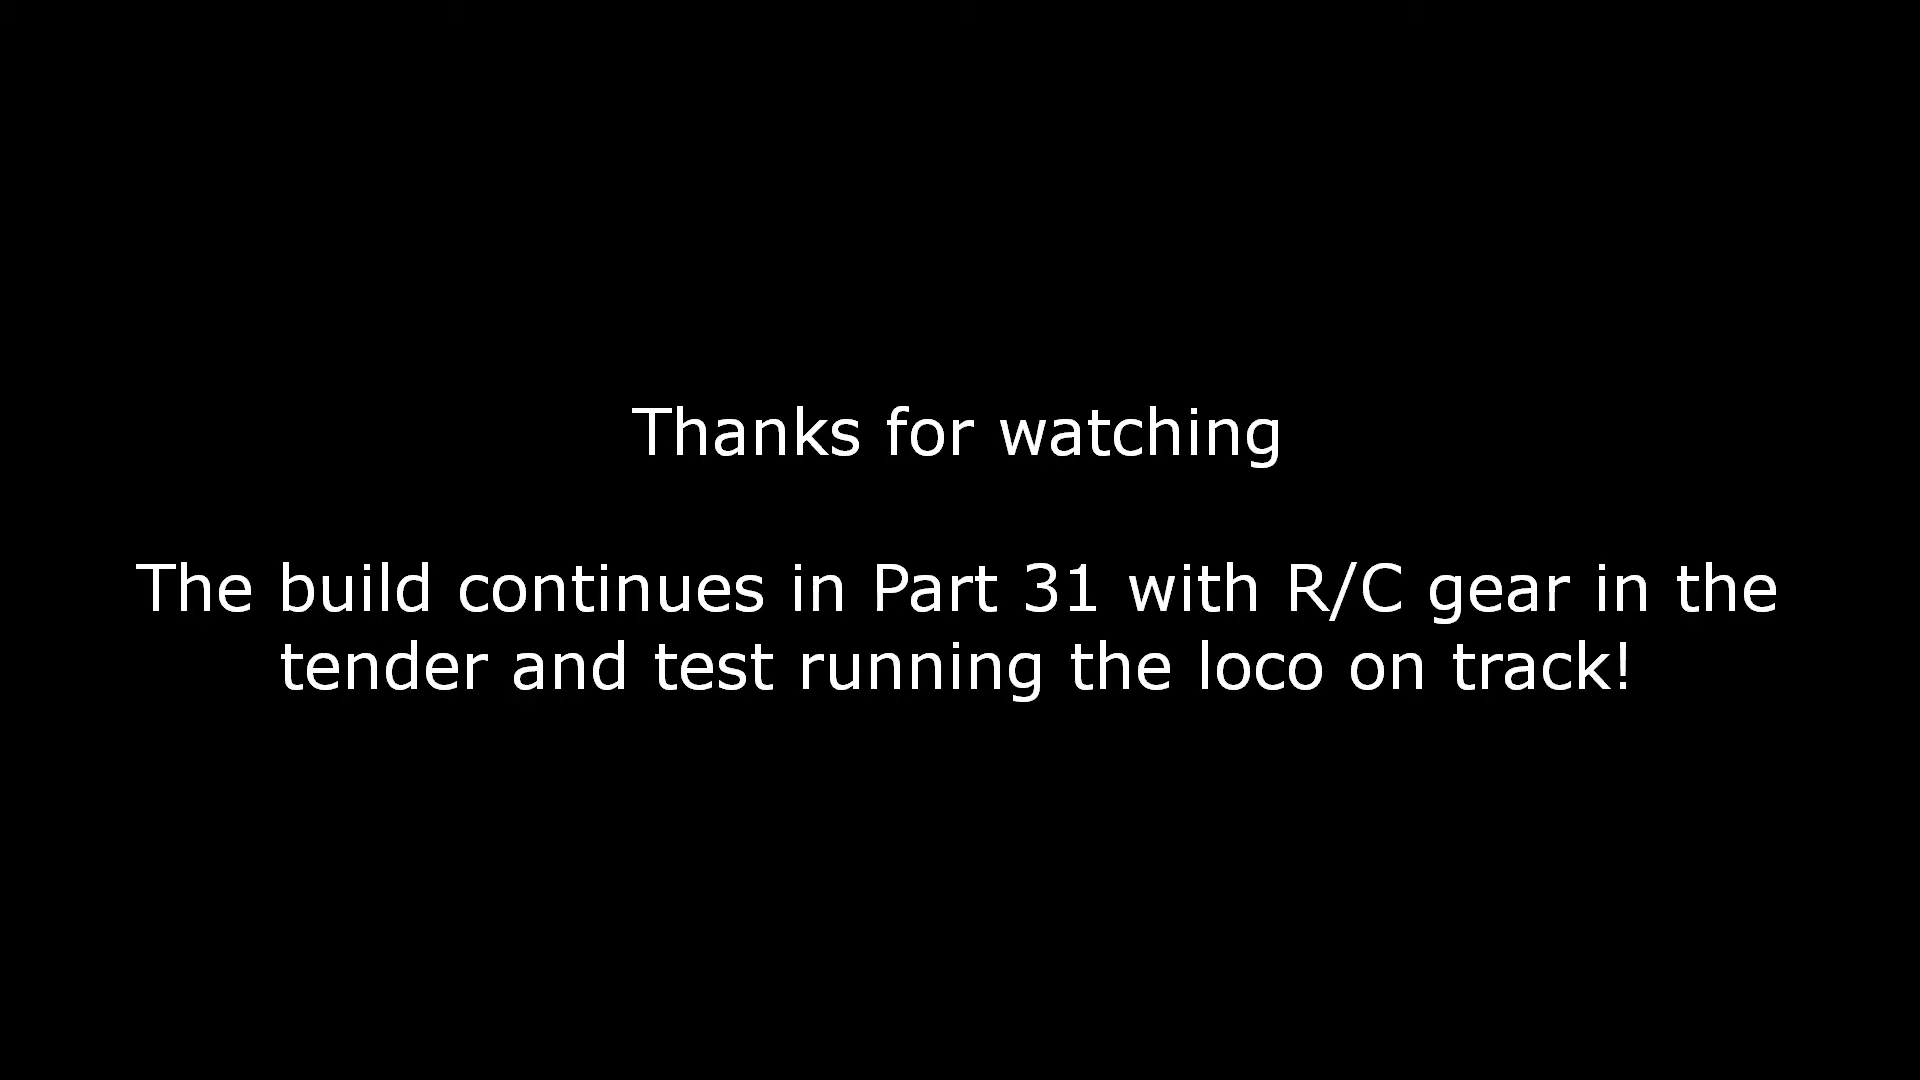 Thanks for watching
The build continues in Part 31 with R/C gear in the
tender and test running the loco on track!